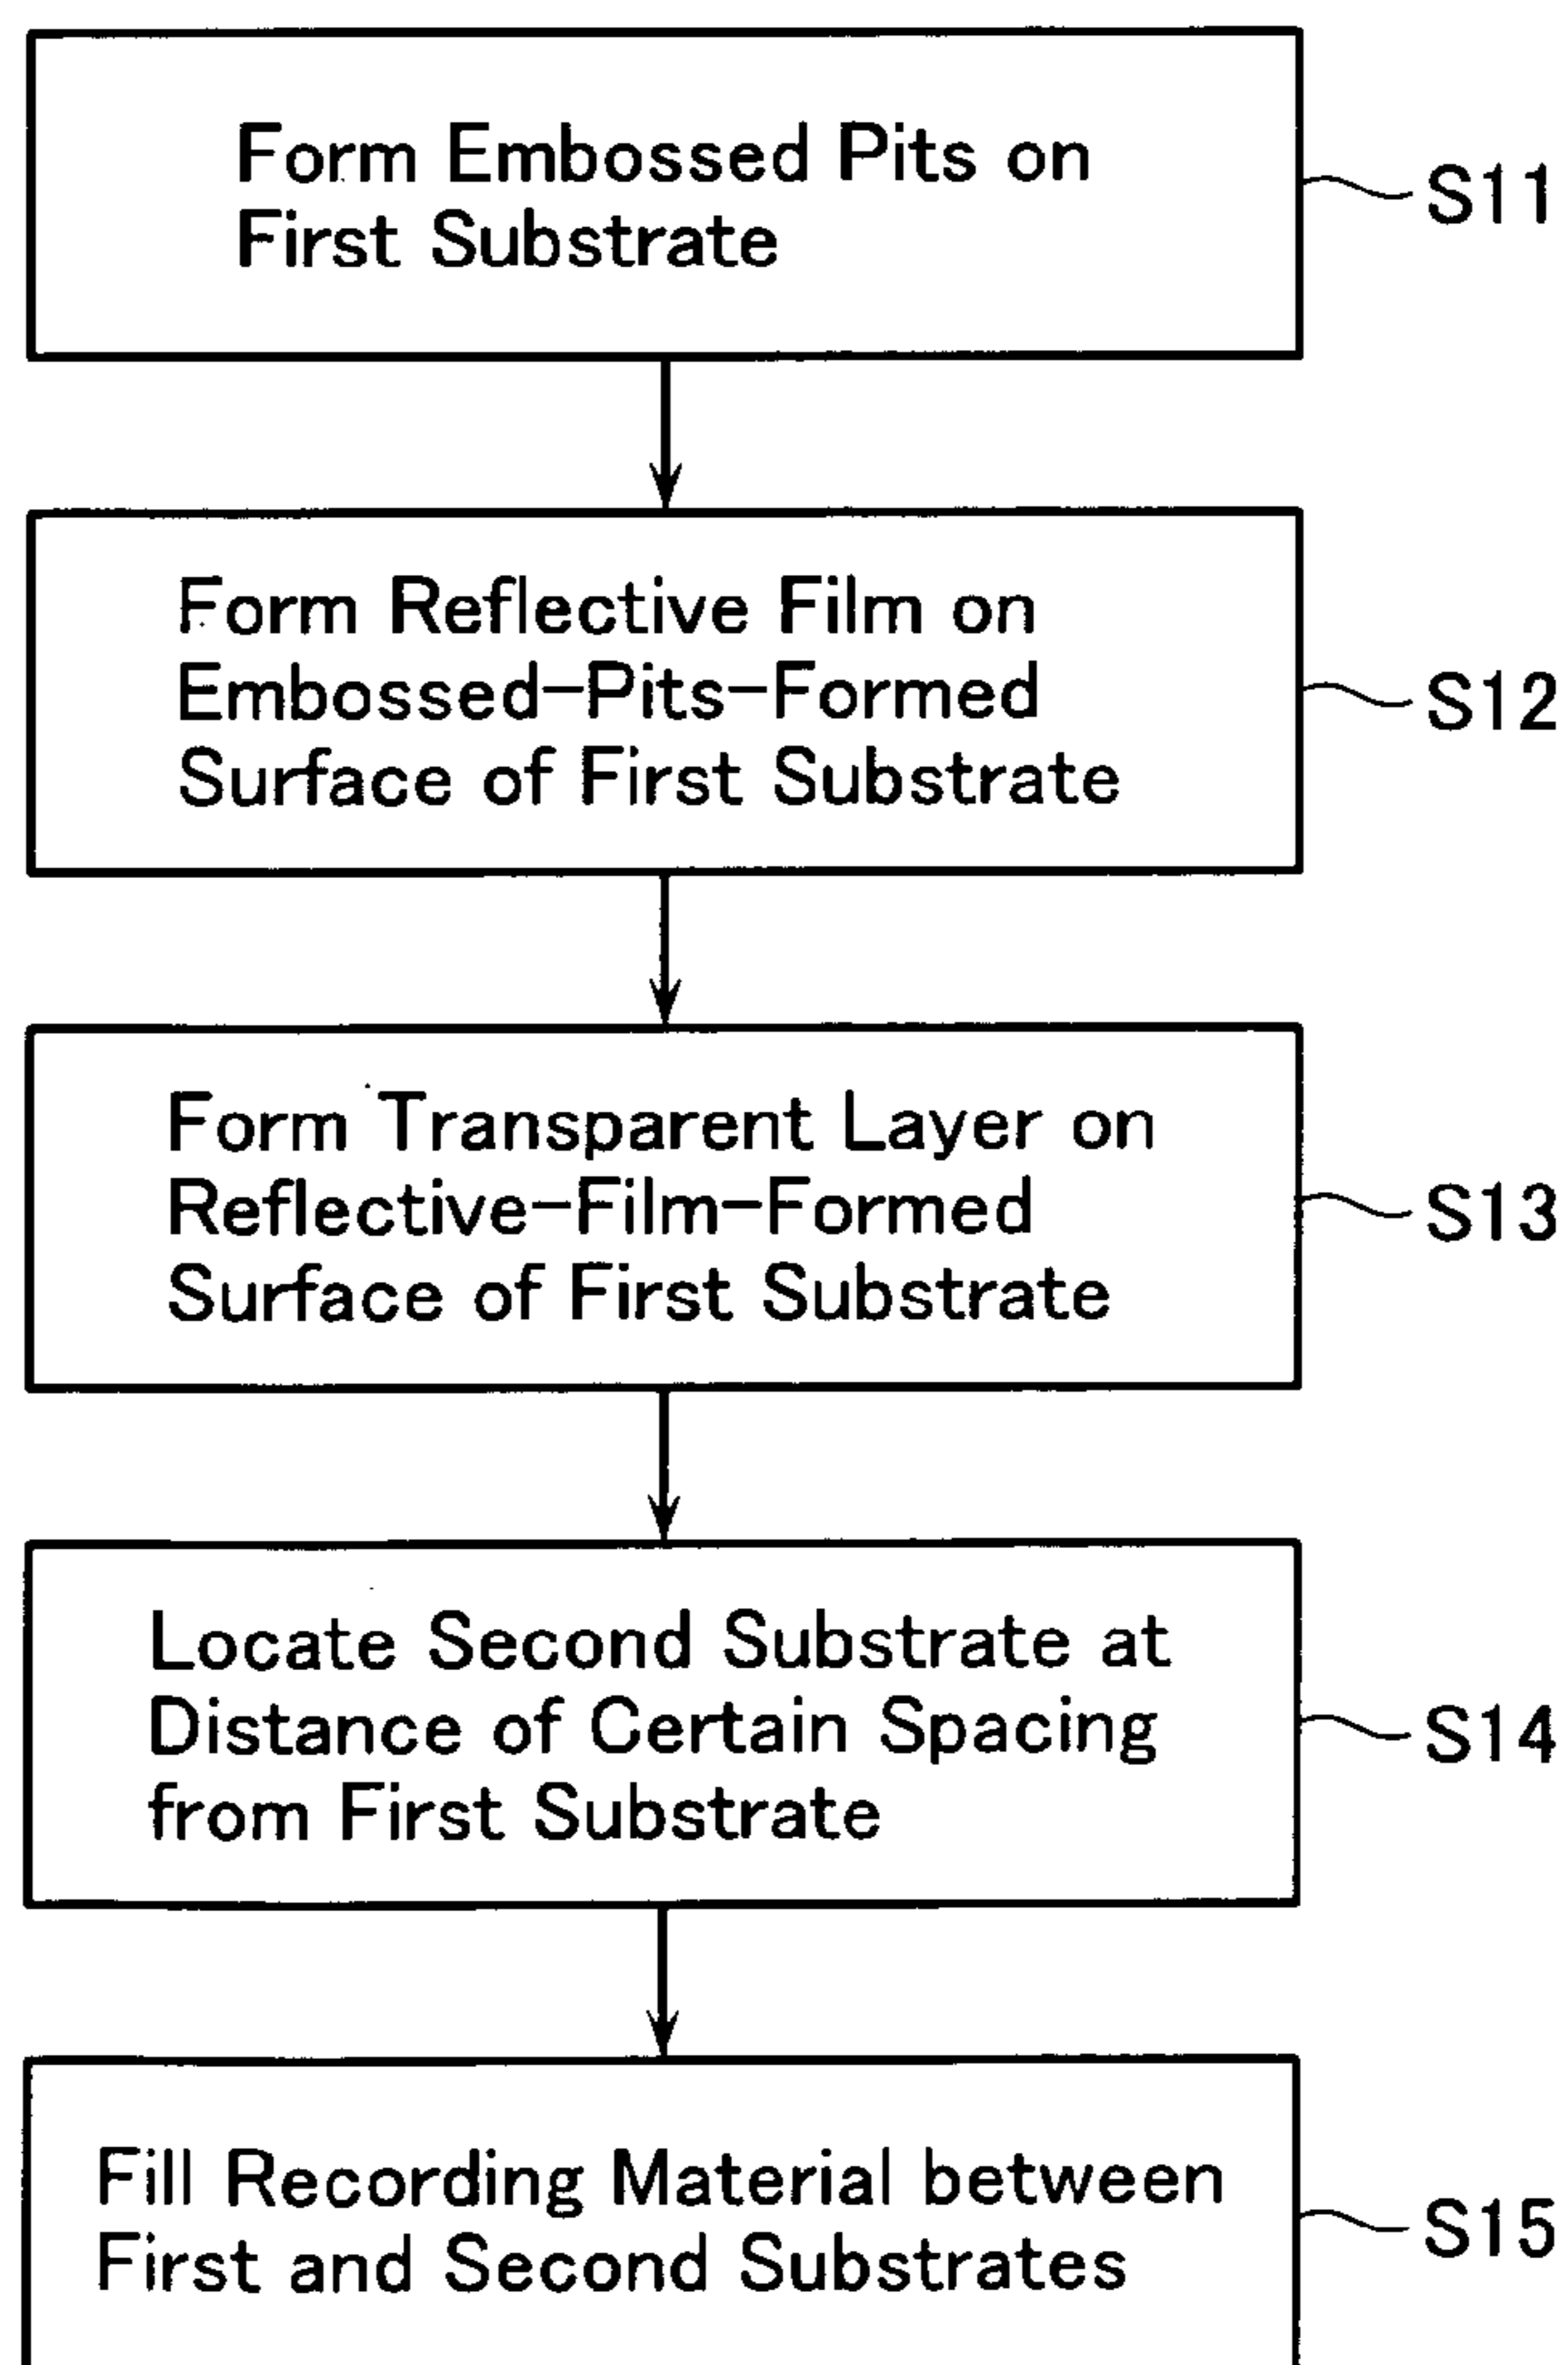 Form Embossed Pits on
First Substrate
S11
Form Reflective Film on
Embossed-Pits-Formed
Surface of First Substrate
S12
Form Transparent Layer on
Reflective-Film-Formed
Surface of First Substrate
S13
Locate Second Substrate at
Distance of Certain Spacing
from First Substrate
S14
Fill Recording Material between
First and Second Substrates
S15